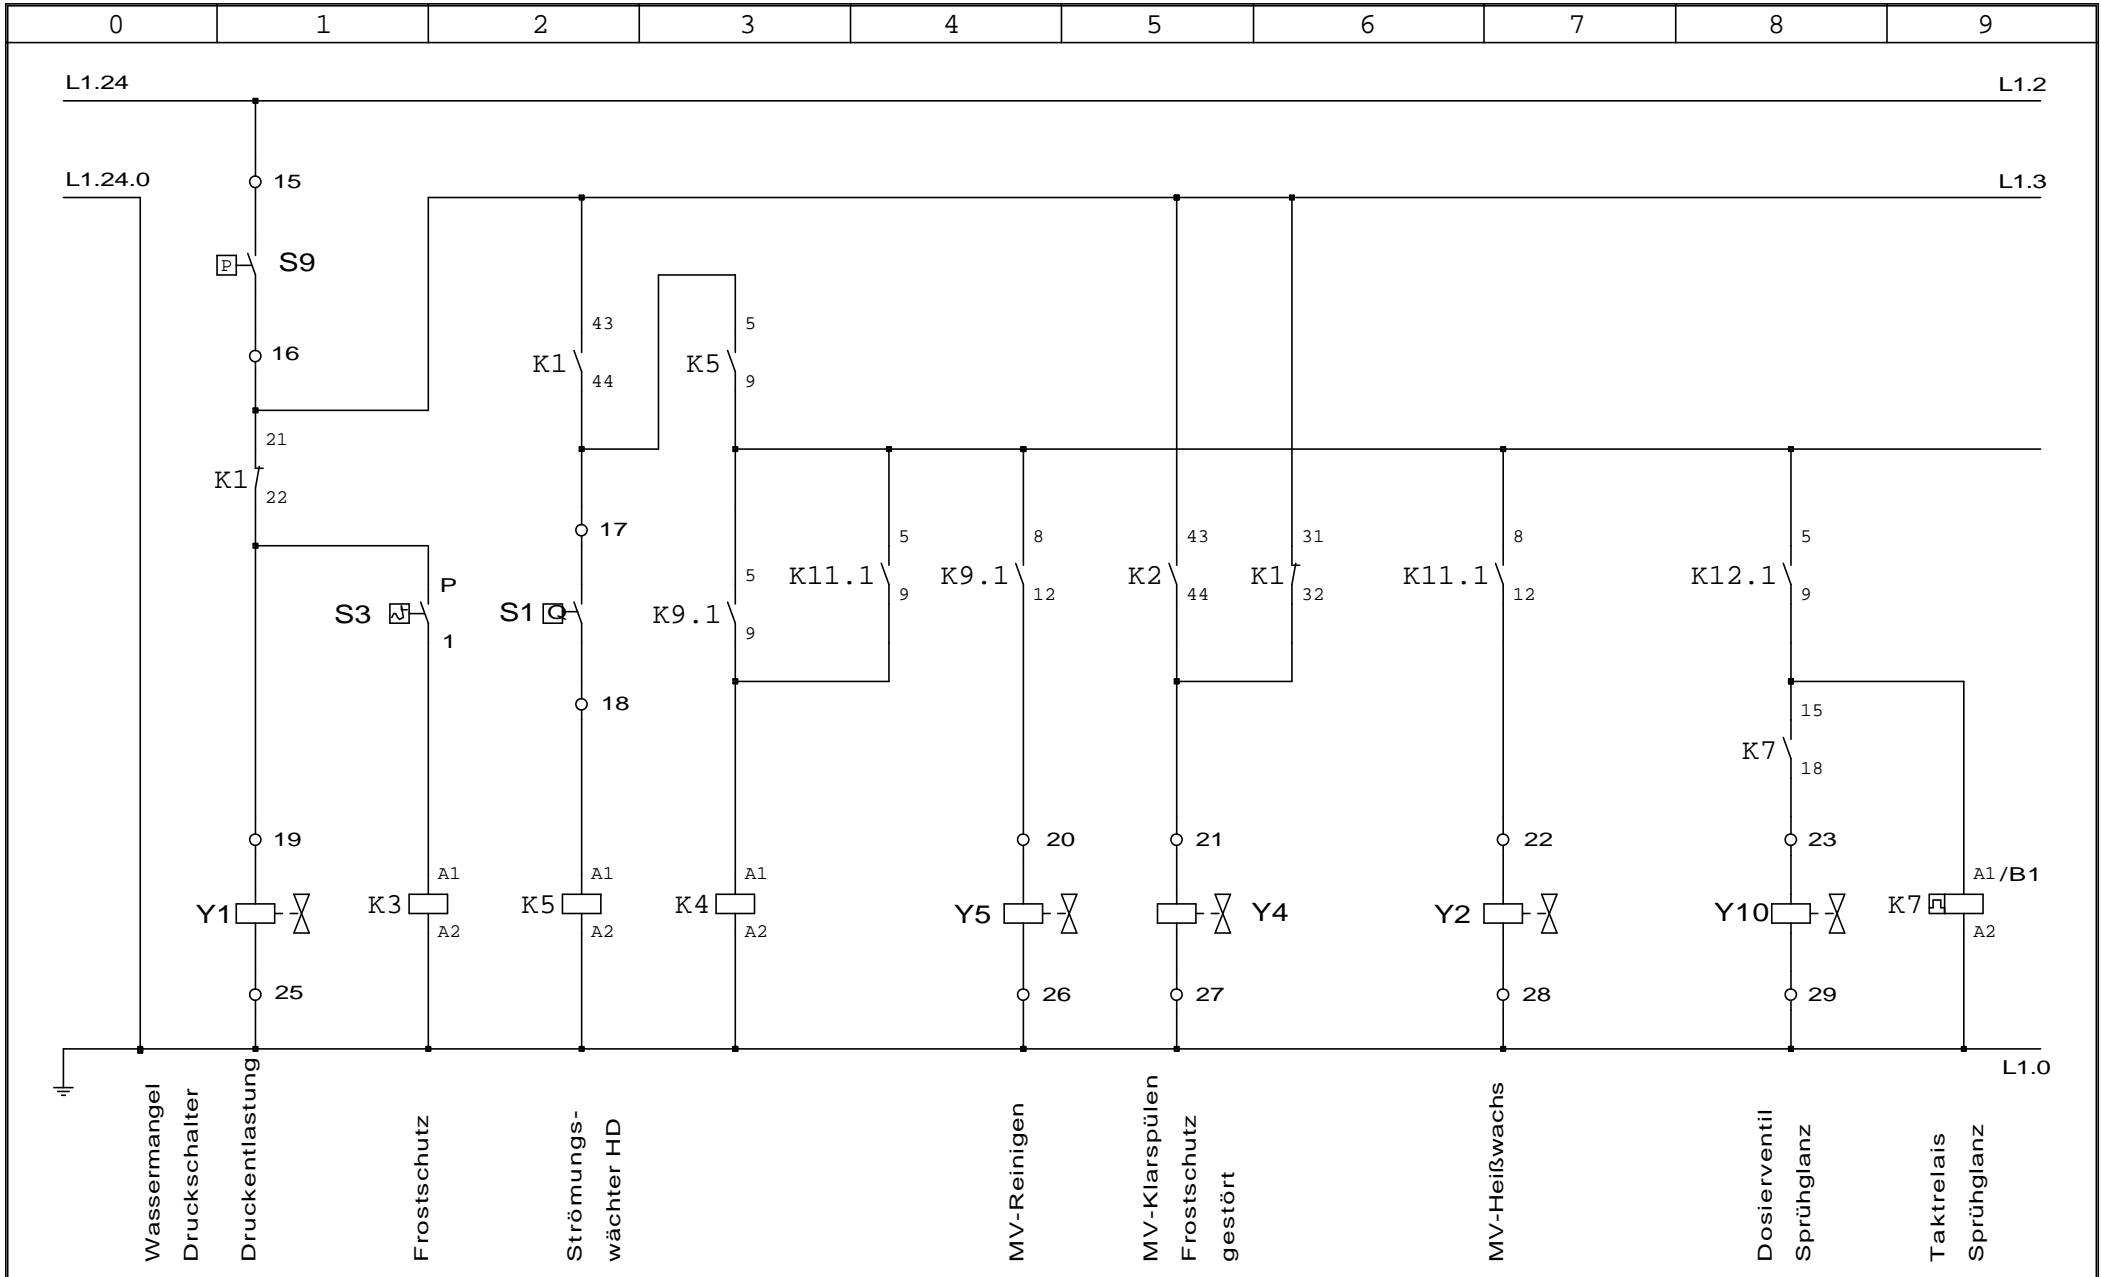 0 1 2 3 4 5 6 7 8 9
L1.24 L1.2
L1.24.0 15 L1.3
P S9
16
43 5
K1 K5
44 9
21
K1
22
17
5 8 43 31 8 5
P 5 K11.1 K9.1 K2 K1 K11.1 K12.1
9 12 44 32 12 9
S3 S1 Q K9.1
1 9
18
15
K7
18
19 20 21 22 23
A1 A1 A1 A1/B1
Y1 K3 K5 K4 Y5 Y4 Y2 Y10 K7
A2 A2 A2 A2
25 26 27 28 29
L1.0
Wassermangel
Druckschalter
Druckentlastung
Frostschutz
Strömungs-
wächter HD
MV-Reinigen
MV-Klarspülen
Frostschutz
gestört
MV-Heißwachs
Dosierventil
Sprühglanz
Taktrelais
Sprühglanz